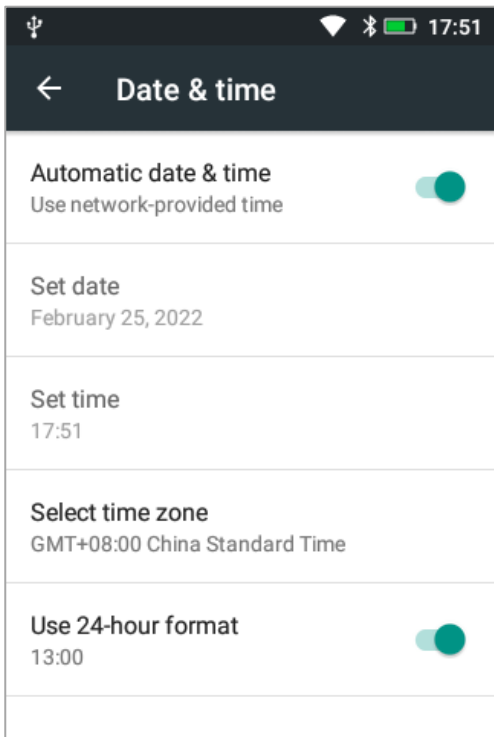 17:51
Date & time
Automatic date & time
Use network-provided time
Set date
February 25, 2022
Set time
17:51
Select time zone
GMT+08:00 China Standard Time
Use 24-hour format
13:00